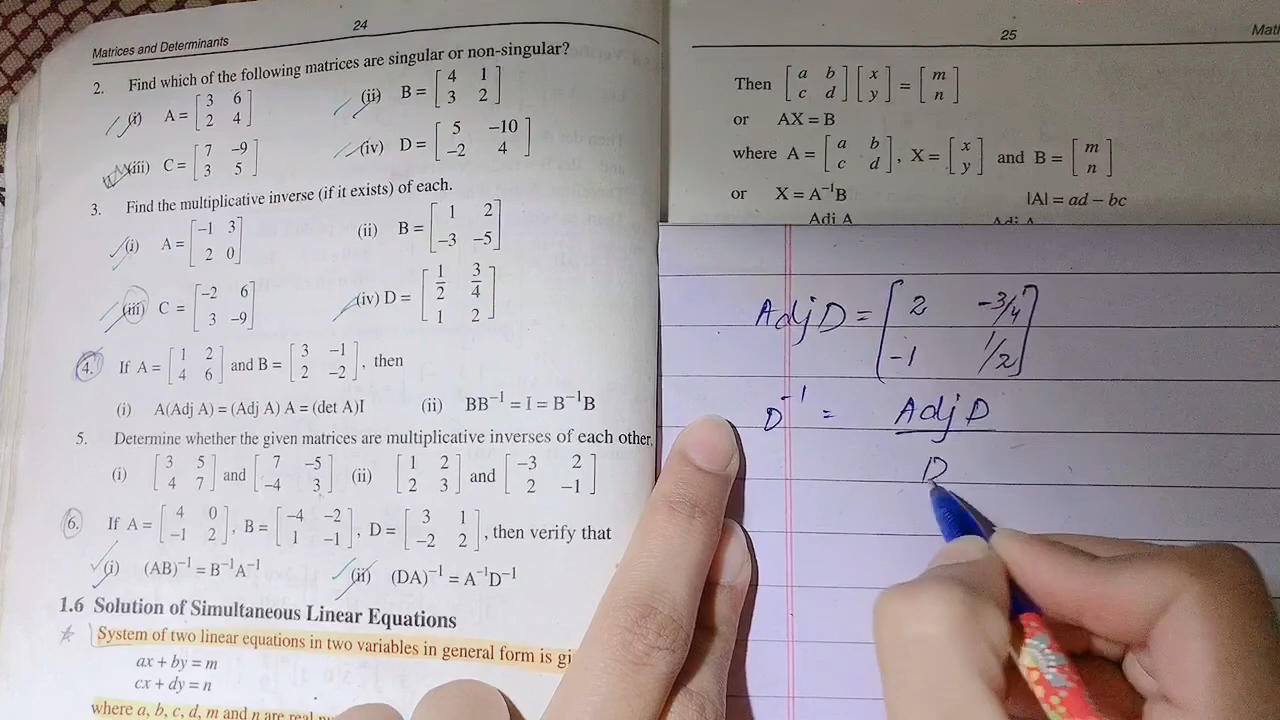 24
Matrices and Determinants
2. Find which of the following matrices are singular or non-singular?
(i) A = [3 6; 2 4] (ii) B = [4 1; 3 2]
(iii) C = [7 −9; 3 5] (iv) D = [5 −10; −2 4]
3. Find the multiplicative inverse (if it exists) of each.
(i) A = [−1 3; 2 0] (ii) B = [1 2; −3 −5]
(iii) C = [−2 6; 3 −9] (iv) D = [1/2 3/4; 1 2]
4. If A = [1 2; 4 6] and B = [3 −1; 2 −2], then
(i) A(Adj A) = (Adj A) A = (det A)I (ii) BB⁻¹ = I = B⁻¹B
5. Determine whether the given matrices are multiplicative inverses of each other.
(i) [3 5; 4 7] and [7 −5; −4 3] (ii) [1 2; 2 3] and [−3 2; 2 −1]
6. If A = [4 0; −1 2], B = [−4 −2; 1 −1], D = [3 1; −2 2], then verify that
(i) (AB)⁻¹ = B⁻¹A⁻¹ (ii) (DA)⁻¹ = A⁻¹D⁻¹
1.6 Solution of Simultaneous Linear Equations
System of two linear equations in two variables in general form is gi
ax + by = m
cx + dy = n
where a, b, c, d, m and n are real
25
Then [a b; c d] [x; y] = [m; n]
or AX = B
where A = [a b; c d], X = [x; y] and B = [m; n]
or X = A⁻¹B |A| = ad − bc
Adj A Adj A
Adj D = [2 −3/4; −1 1/2]
D⁻¹ = Adj D
D